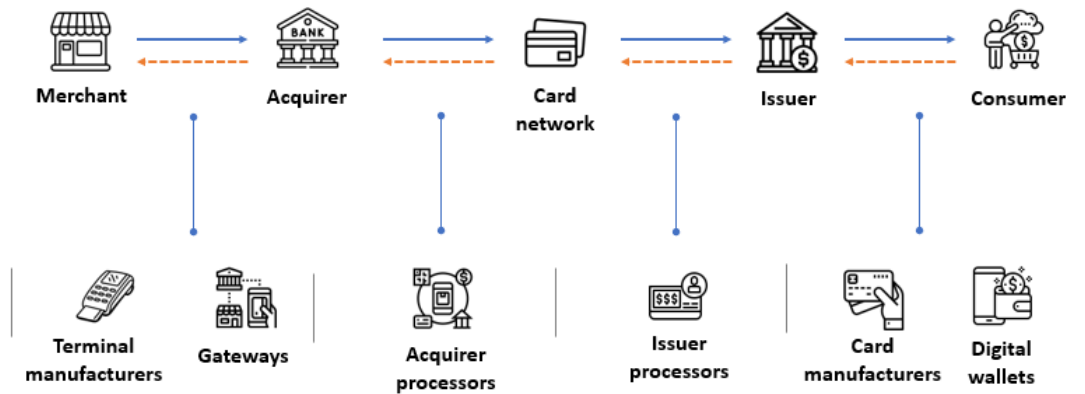 BANK
Merchant
Acquirer
Card
network
Issuer
Consumer
$
$
Terminal
manufacturers
Gateways
$
Acquirer
processors
$$$
Issuer
processors
Card
manufacturers
$
Digital
wallets